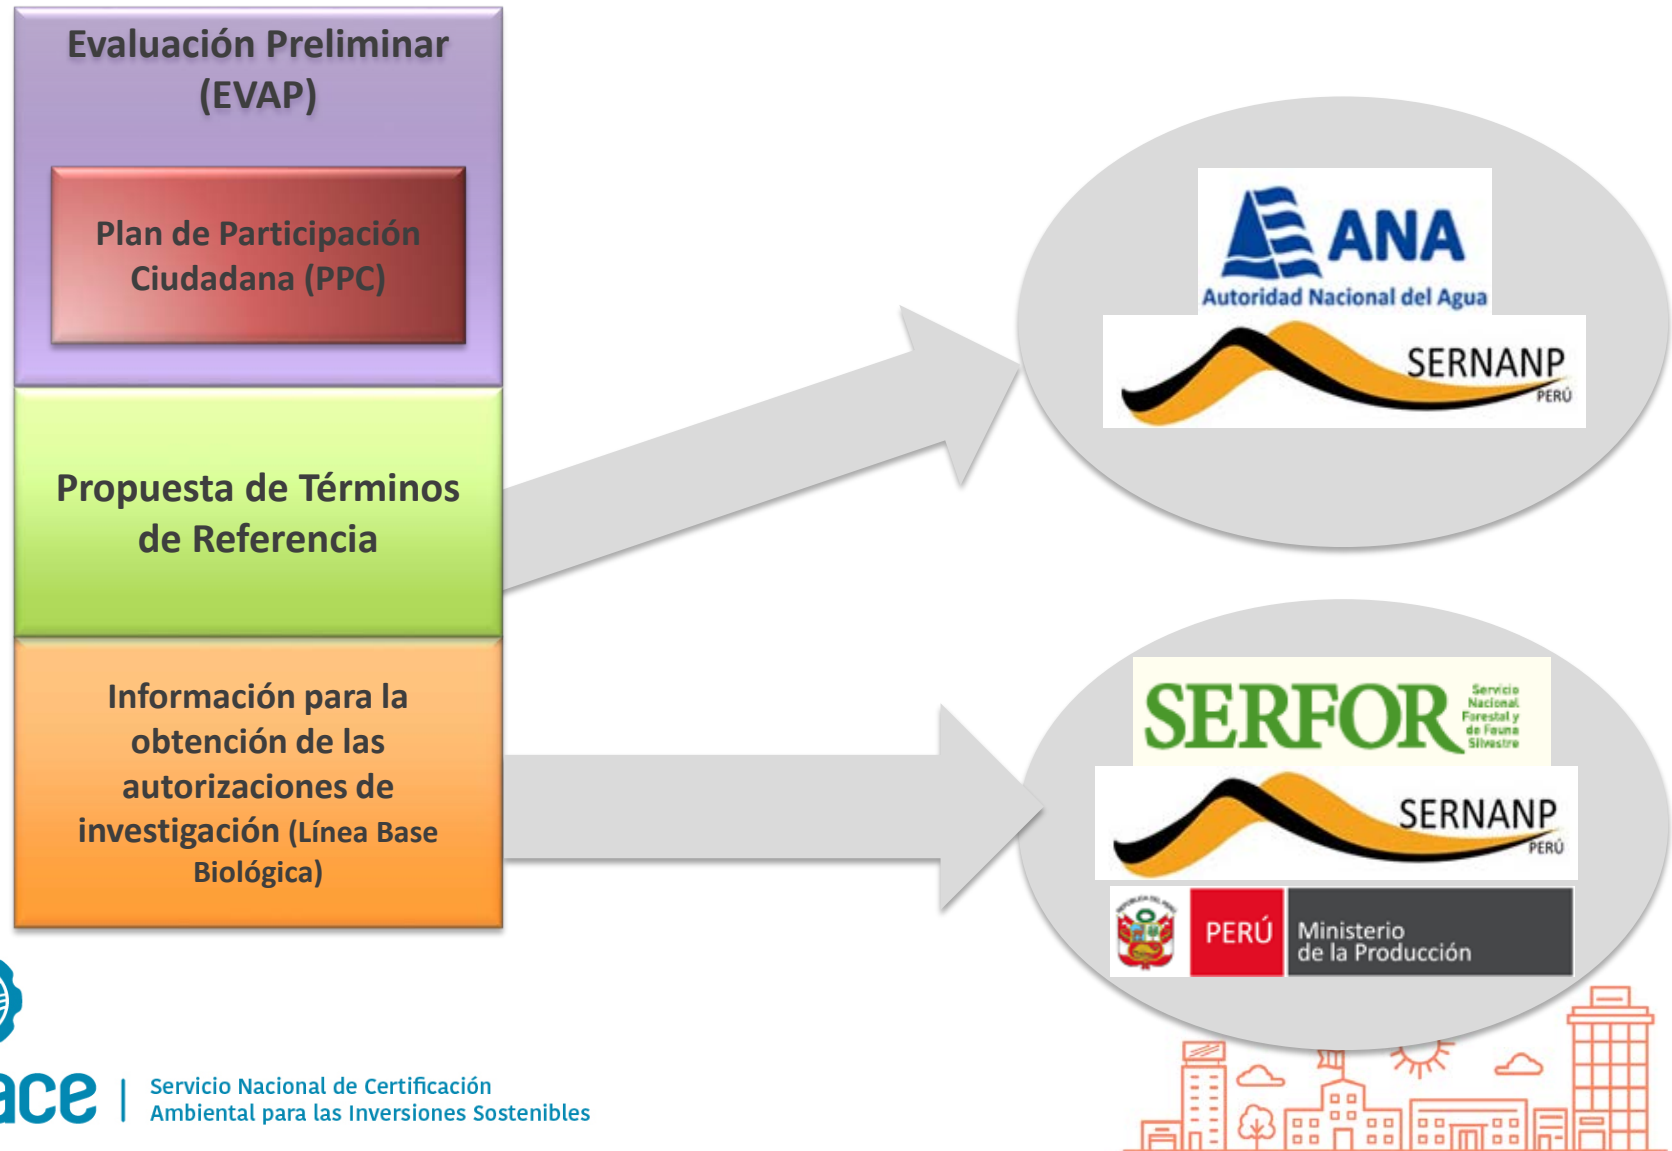 Evaluación Preliminar
(EVAP)
Plan de Participación
Ciudadana (PPC)
Propuesta de Términos
de Referencia
Información para la
obtención de las
autorizaciones de
investigación (Línea Base
Biológica)
ANA
Autoridad Nacional del Agua
SERNANP
PERÚ
SERFOR
Servicio
Nacional
Forestal y
de Fauna
Silvestre
SERNANP
PERÚ
PERÚ
Ministerio
de la Producción
ace
Servicio Nacional de Certificación
Ambiental para las Inversiones Sostenibles